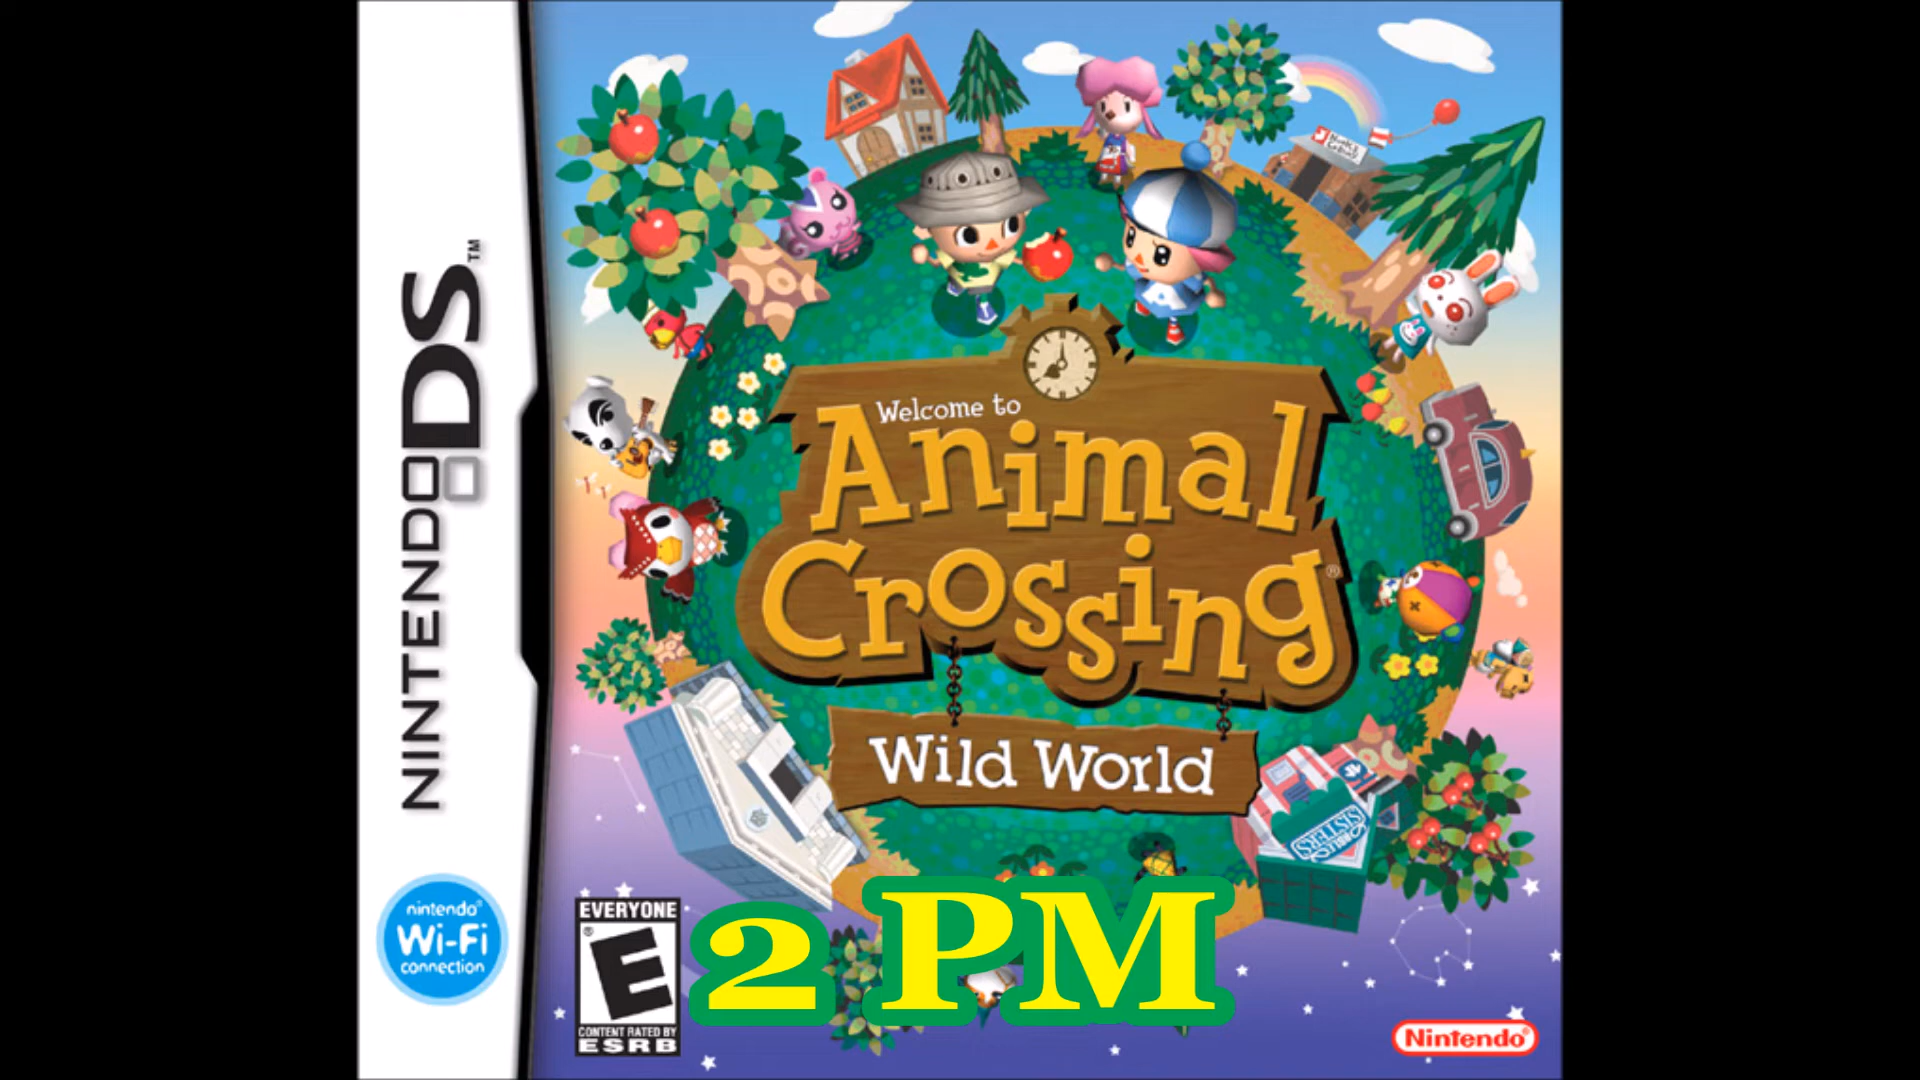 NINTENDO DS™
nintendo®
Wi-Fi
connection
Welcome to
Animal
Crossing®
Wild World
SISTERS
EVERYONE
E
CONTENT RATED BY
ESRB
2 PM
Nintendo®